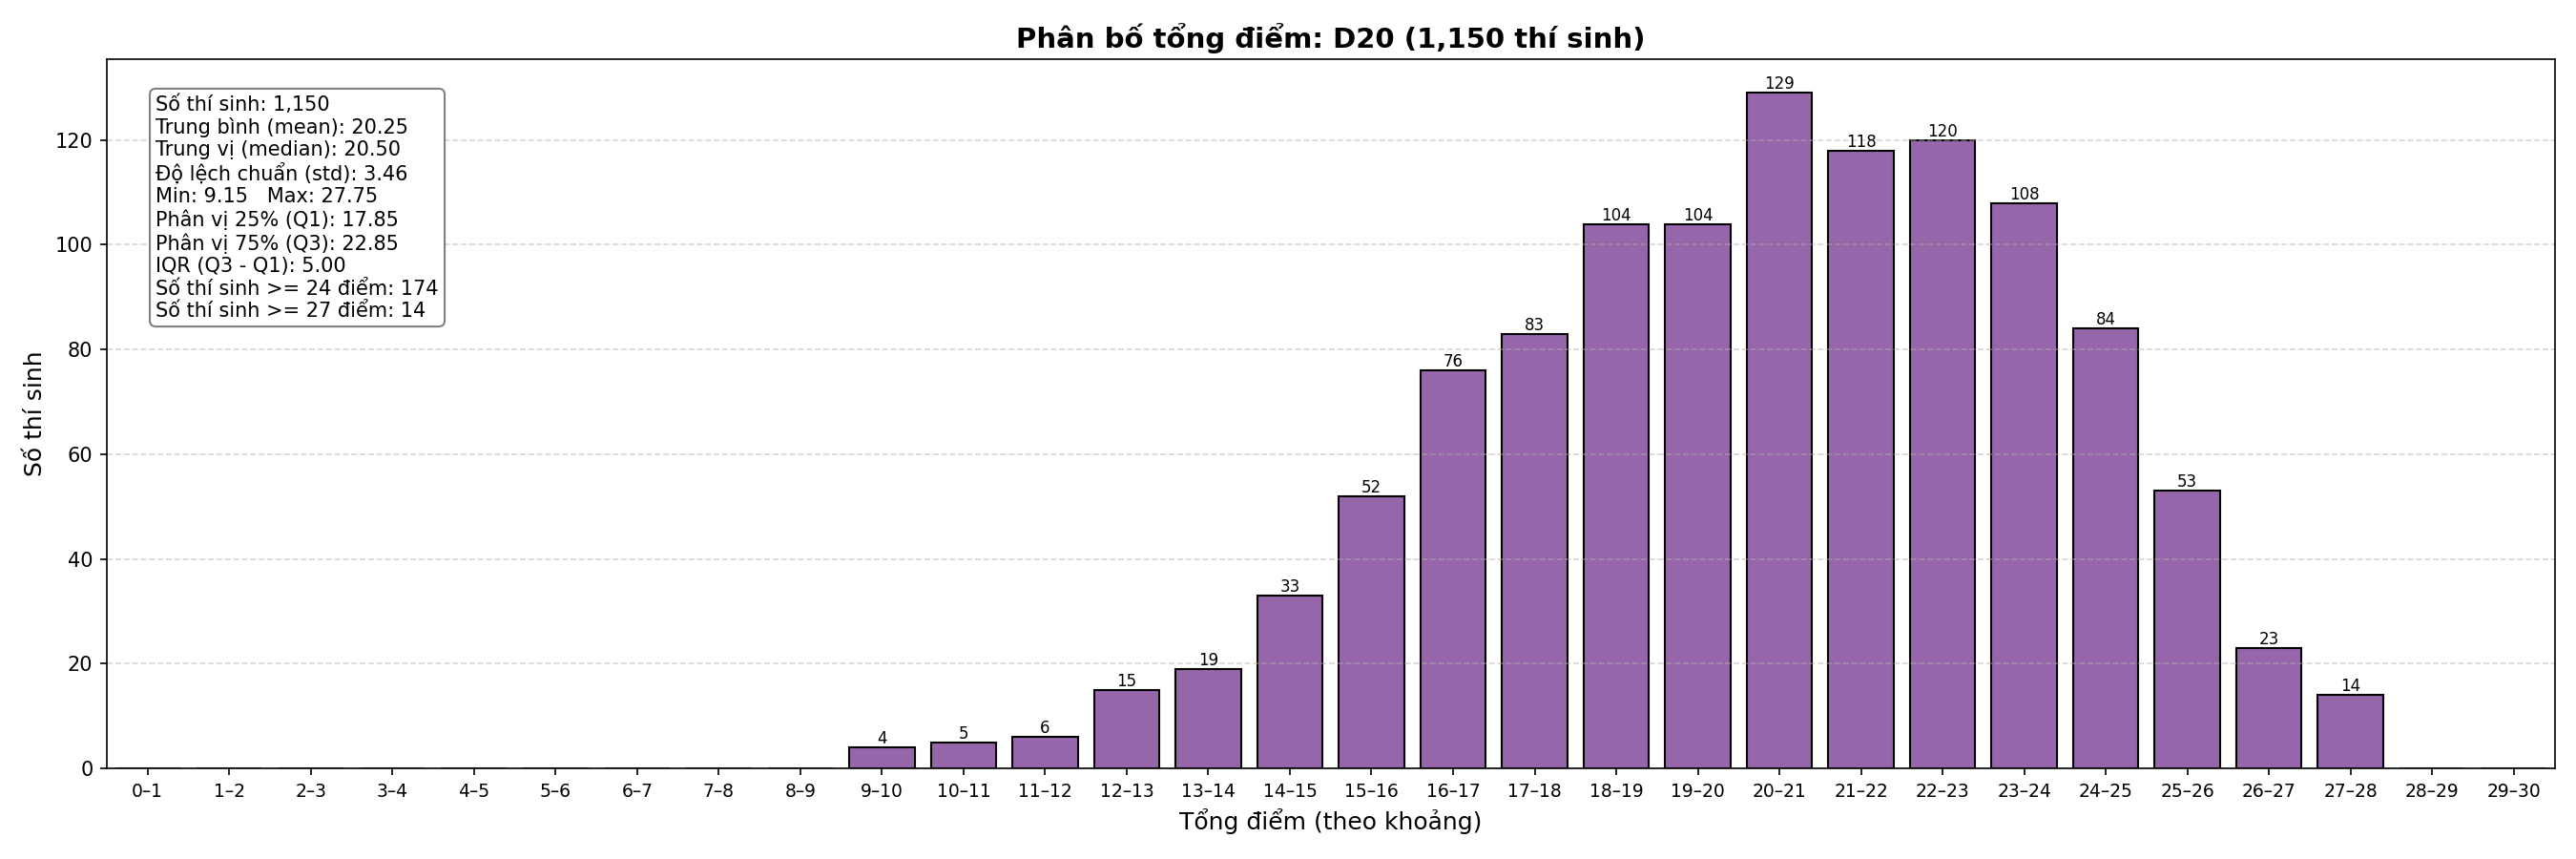 Phân bố tổng điểm: D20 (1,150 thí sinh)
Số thí sinh: 1,150
Trung bình (mean): 20.25
Trung vị (median): 20.50
Độ lệch chuẩn (std): 3.46
Min: 9.15   Max: 27.75
Phân vị 25% (Q1): 17.85
Phân vị 75% (Q3): 22.85
IQR (Q3 - Q1): 5.00
Số thí sinh >= 24 điểm: 174
Số thí sinh >= 27 điểm: 14
Số thí sinh
120
100
80
60
40
20
0
4
5
6
15
19
33
52
76
83
104
104
129
118
120
108
84
53
23
14
0–1 1–2 2–3 3–4 4–5 5–6 6–7 7–8 8–9 9–10 10–11 11–12 12–13 13–14 14–15 15–16 16–17 17–18 18–19 19–20 20–21 21–22 22–23 23–24 24–25 25–26 26–27 27–28 28–29 29–30
Tổng điểm (theo khoảng)